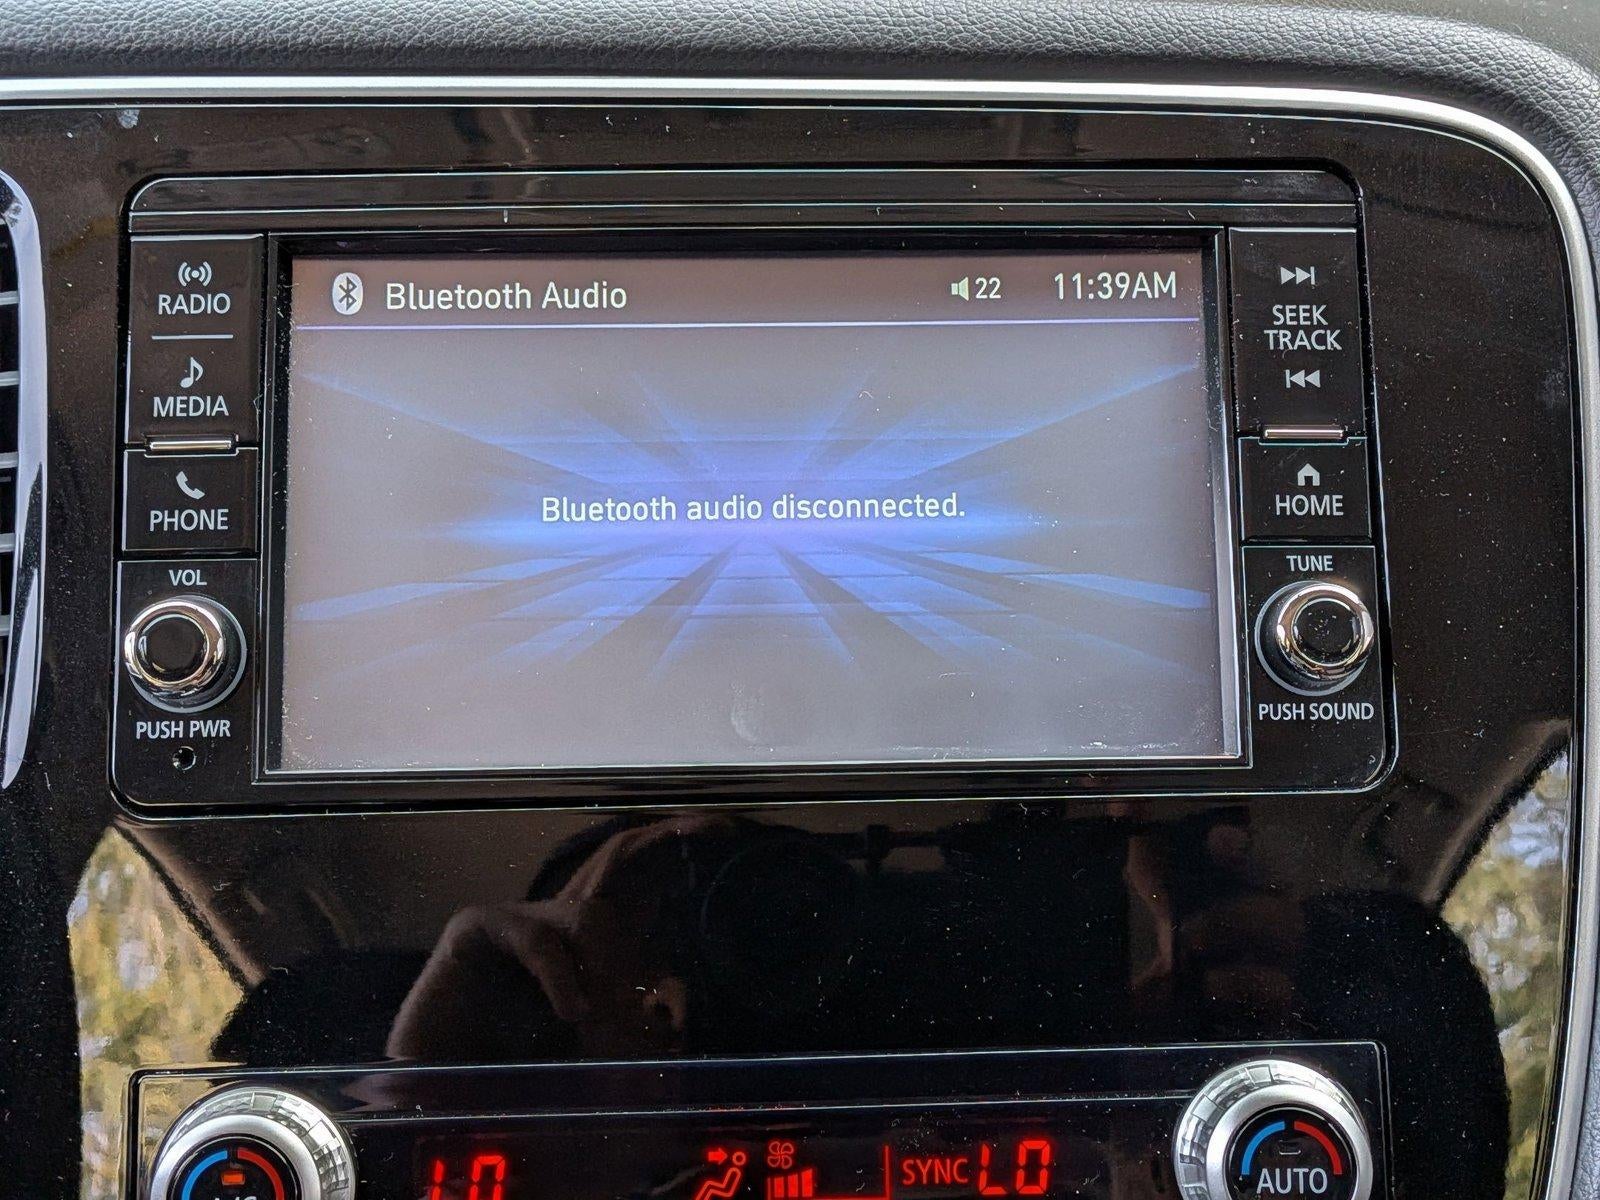 Bluetooth Audio 22 11:39AM
RADIO
MEDIA
PHONE
VOL
PUSH PWR
Bluetooth audio disconnected.
SEEK
TRACK
HOME
TUNE
PUSH SOUND
LO
SYNC LO
AUTO